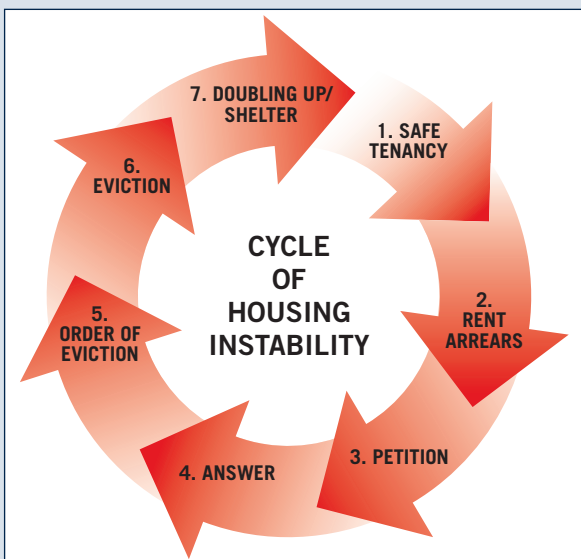 CYCLE
OF
HOUSING
INSTABILITY
1. SAFE
TENANCY
2.
RENT
ARREARS
3. PETITION
4. ANSWER
5.
ORDER OF
EVICTION
6.
EVICTION
7. DOUBLING UP/
SHELTER